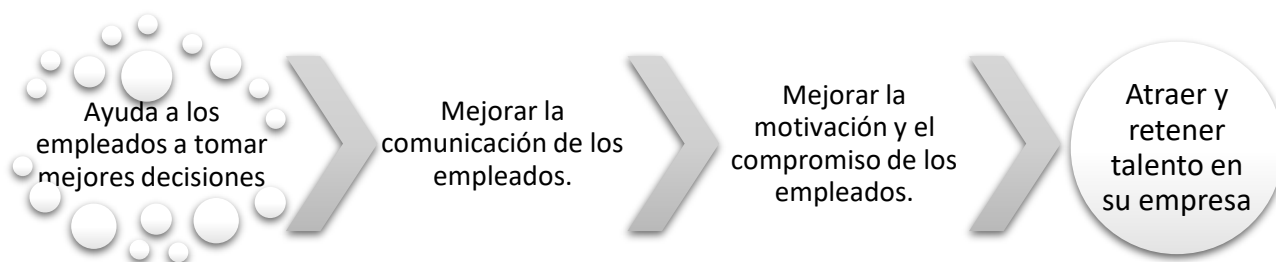 Ayuda a los
empleados a tomar
mejores decisiones
Mejorar la
comunicación de los
empleados.
Mejorar la
motivación y el
compromiso de los
empleados.
Atraer y
retener
talento en
su empresa